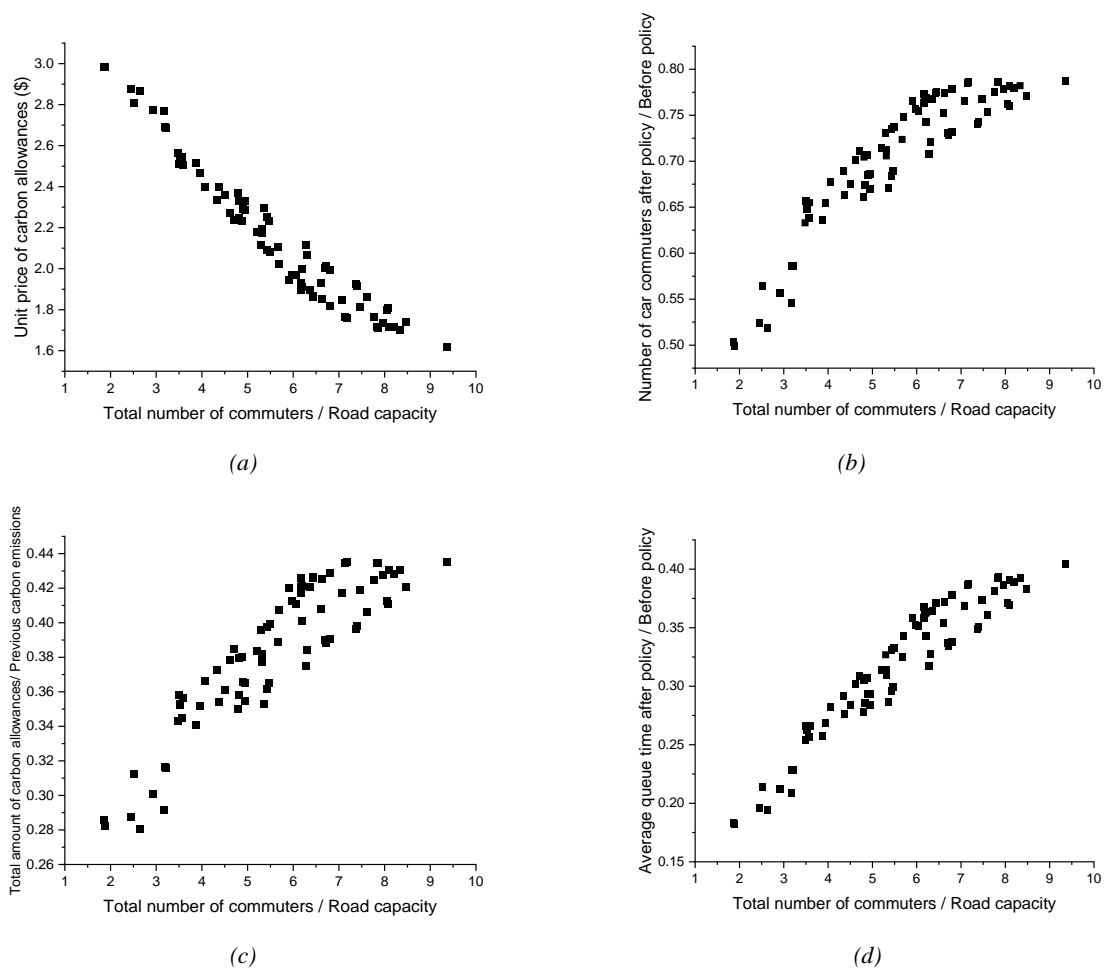 Unit price of carbon allowances ($)
3.0
2.8
2.6
2.4
2.2
2.0
1.8
1.6
1 2 3 4 5 6 7 8 9 10
Total number of commuters / Road capacity
(a)
Number of car commuters after policy / Before policy
0.80
0.75
0.70
0.65
0.60
0.55
0.50
1 2 3 4 5 6 7 8 9 10
Total number of commuters / Road capacity
(b)
Total amount of carbon allowances/ Previous carbon emissions
0.44
0.42
0.40
0.38
0.36
0.34
0.32
0.30
0.28
0.26
1 2 3 4 5 6 7 8 9 10
Total number of commuters / Road capacity
(c)
Average queue time after policy / Before policy
0.40
0.35
0.30
0.25
0.20
0.15
1 2 3 4 5 6 7 8 9 10
Total number of commuters / Road capacity
(d)